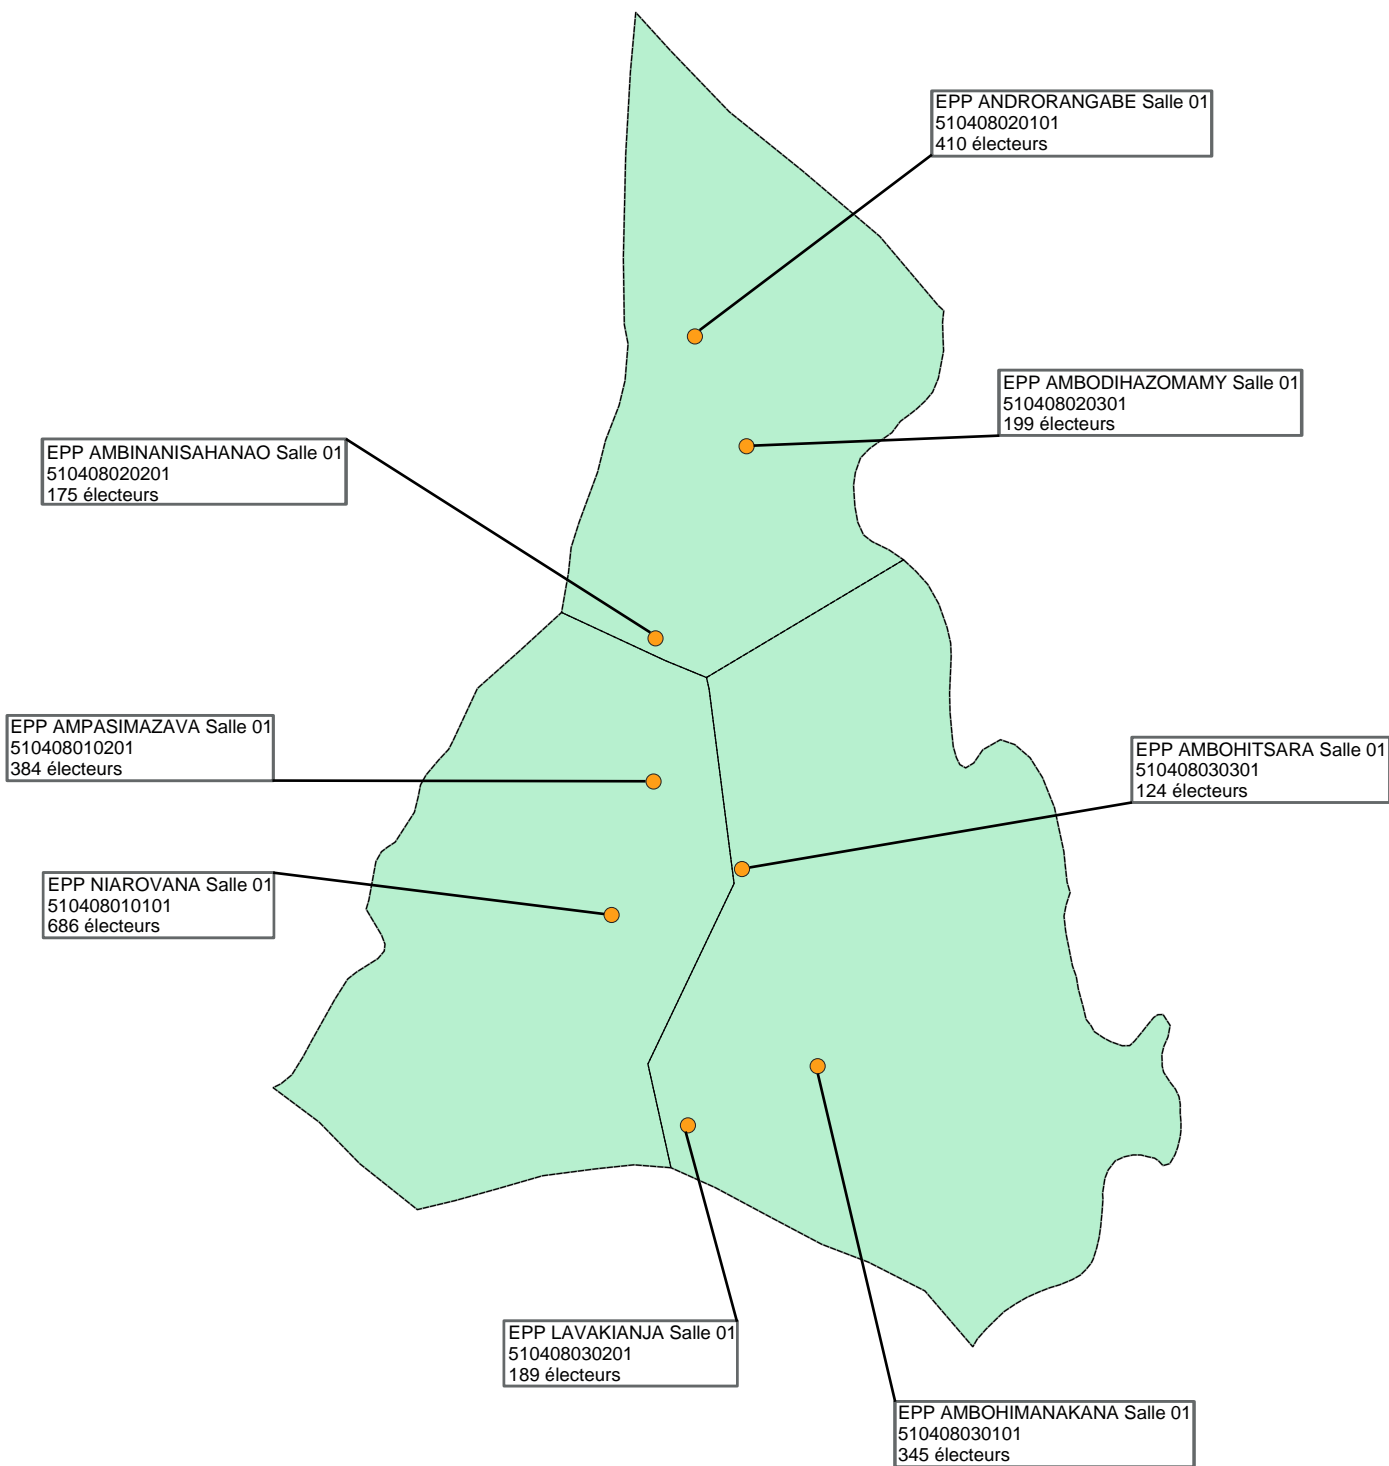 EPP ANDRORANGABE Salle 01
510408020101
410 électeurs
EPP AMBODIHAZOMAMY Salle 01
510408020301
199 électeurs
EPP AMBINANISAHANAO Salle 01
510408020201
175 électeurs
EPP AMPASIMAZAVA Salle 01
510408010201
384 électeurs
EPP AMBOHITSARA Salle 01
510408030301
124 électeurs
EPP NIAROVANA Salle 01
510408010101
686 électeurs
EPP LAVAKIANJA Salle 01
510408030201
189 électeurs
EPP AMBOHIMANAKANA Salle 01
510408030101
345 électeurs